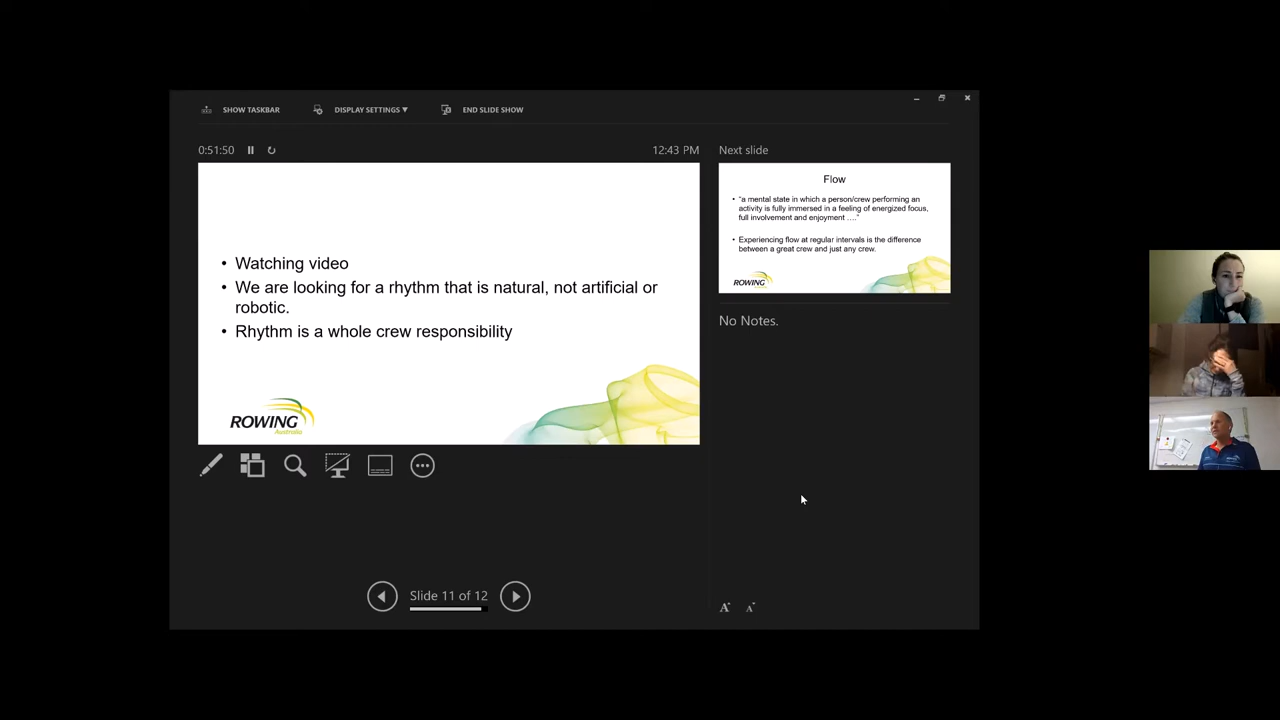 SHOW TASKBAR DISPLAY SETTINGS ▼ END SLIDE SHOW
0:51:50 12:43 PM
• Watching video
• We are looking for a rhythm that is natural, not artificial or
robotic.
• Rhythm is a whole crew responsibility
ROWING
Australia
Slide 11 of 12
Next slide
Flow
• “a mental state in which a person/crew performing an
activity is fully immersed in a feeling of energized focus,
full involvement and enjoyment ….”
• Experiencing flow at regular intervals is the difference
between a great crew and just any crew.
ROWING
No Notes.
A A